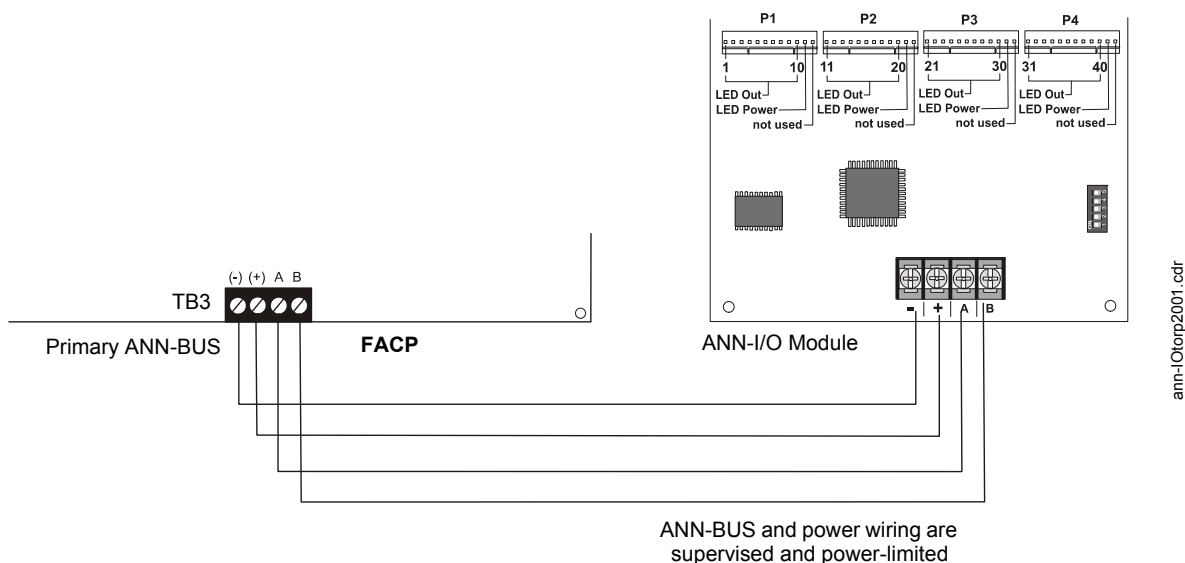 P1 P2 P3 P4
1 10 11 20 21 30 31 40
LED Out LED Out LED Out LED Out
LED Power LED Power LED Power LED Power
not used not used not used not used
(-) (+) A B
TB3
Primary ANN-BUS
FACP
- + A B
ANN-I/O Module
ANN-BUS and power wiring are
supervised and power-limited
ann-IOtorp2001.cdr